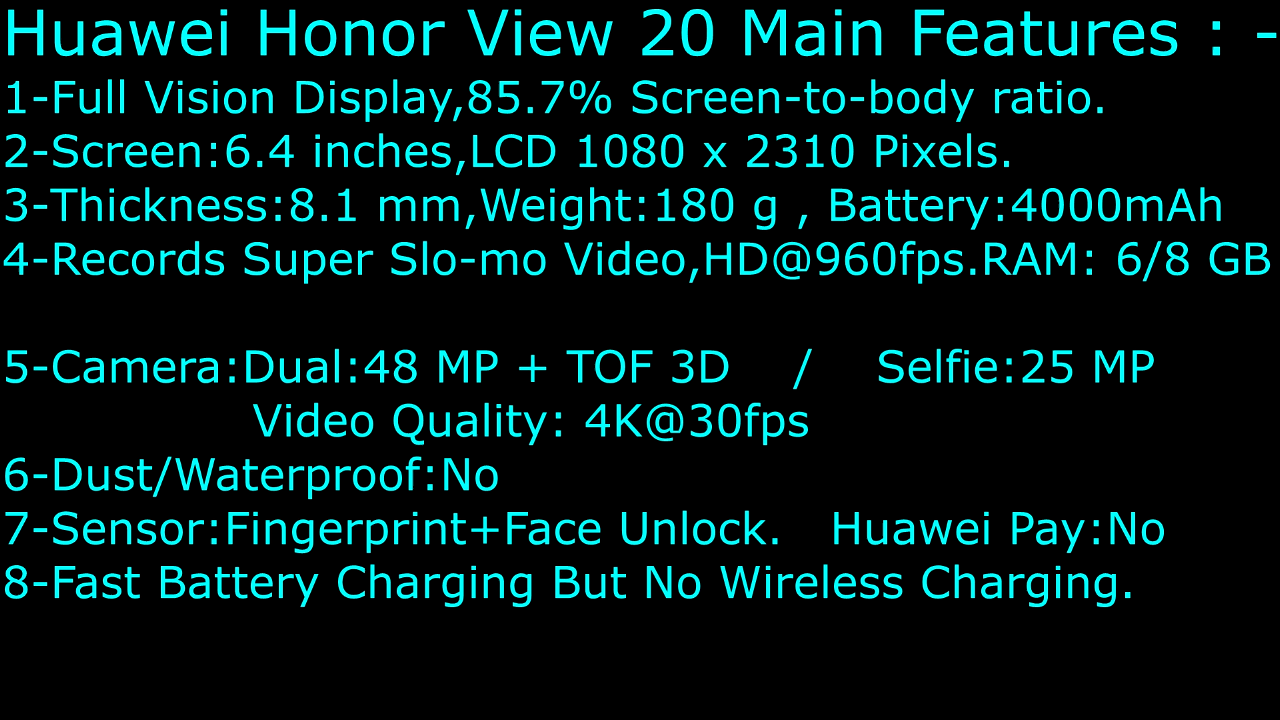 Huawei Honor View 20 Main Features : -
1-Full Vision Display,85.7% Screen-to-body ratio.
2-Screen:6.4 inches,LCD 1080 x 2310 Pixels.
3-Thickness:8.1 mm,Weight:180 g , Battery:4000mAh
4-Records Super Slo-mo Video,HD@960fps.RAM: 6/8 GB
5-Camera:Dual:48 MP + TOF 3D / Selfie:25 MP
Video Quality: 4K@30fps
6-Dust/Waterproof:No
7-Sensor:Fingerprint+Face Unlock. Huawei Pay:No
8-Fast Battery Charging But No Wireless Charging.